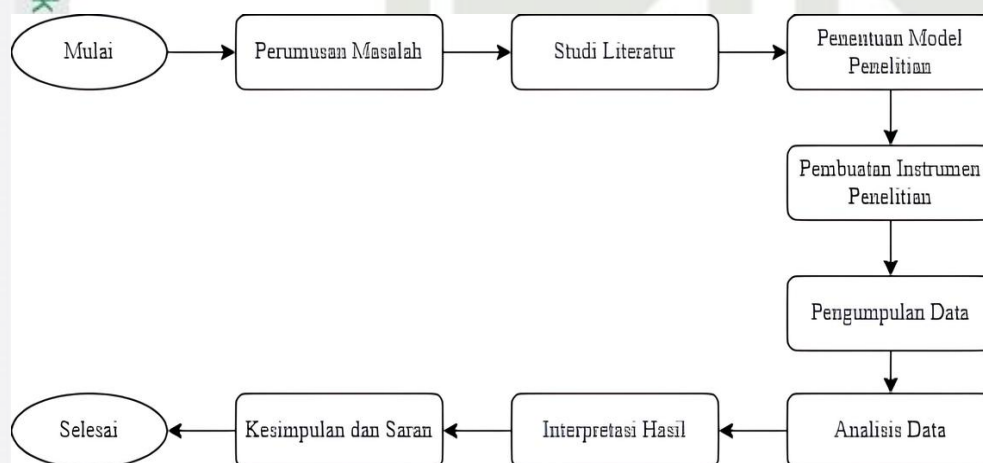 Mulai
Perumusan Masalah
Studi Literatur
Penentuan Model
Penelitian
Pembuatan Instrumen
Penelitian
Pengumpulan Data
Analisis Data
Interpretasi Hasil
Kesimpulan dan Saran
Selesai